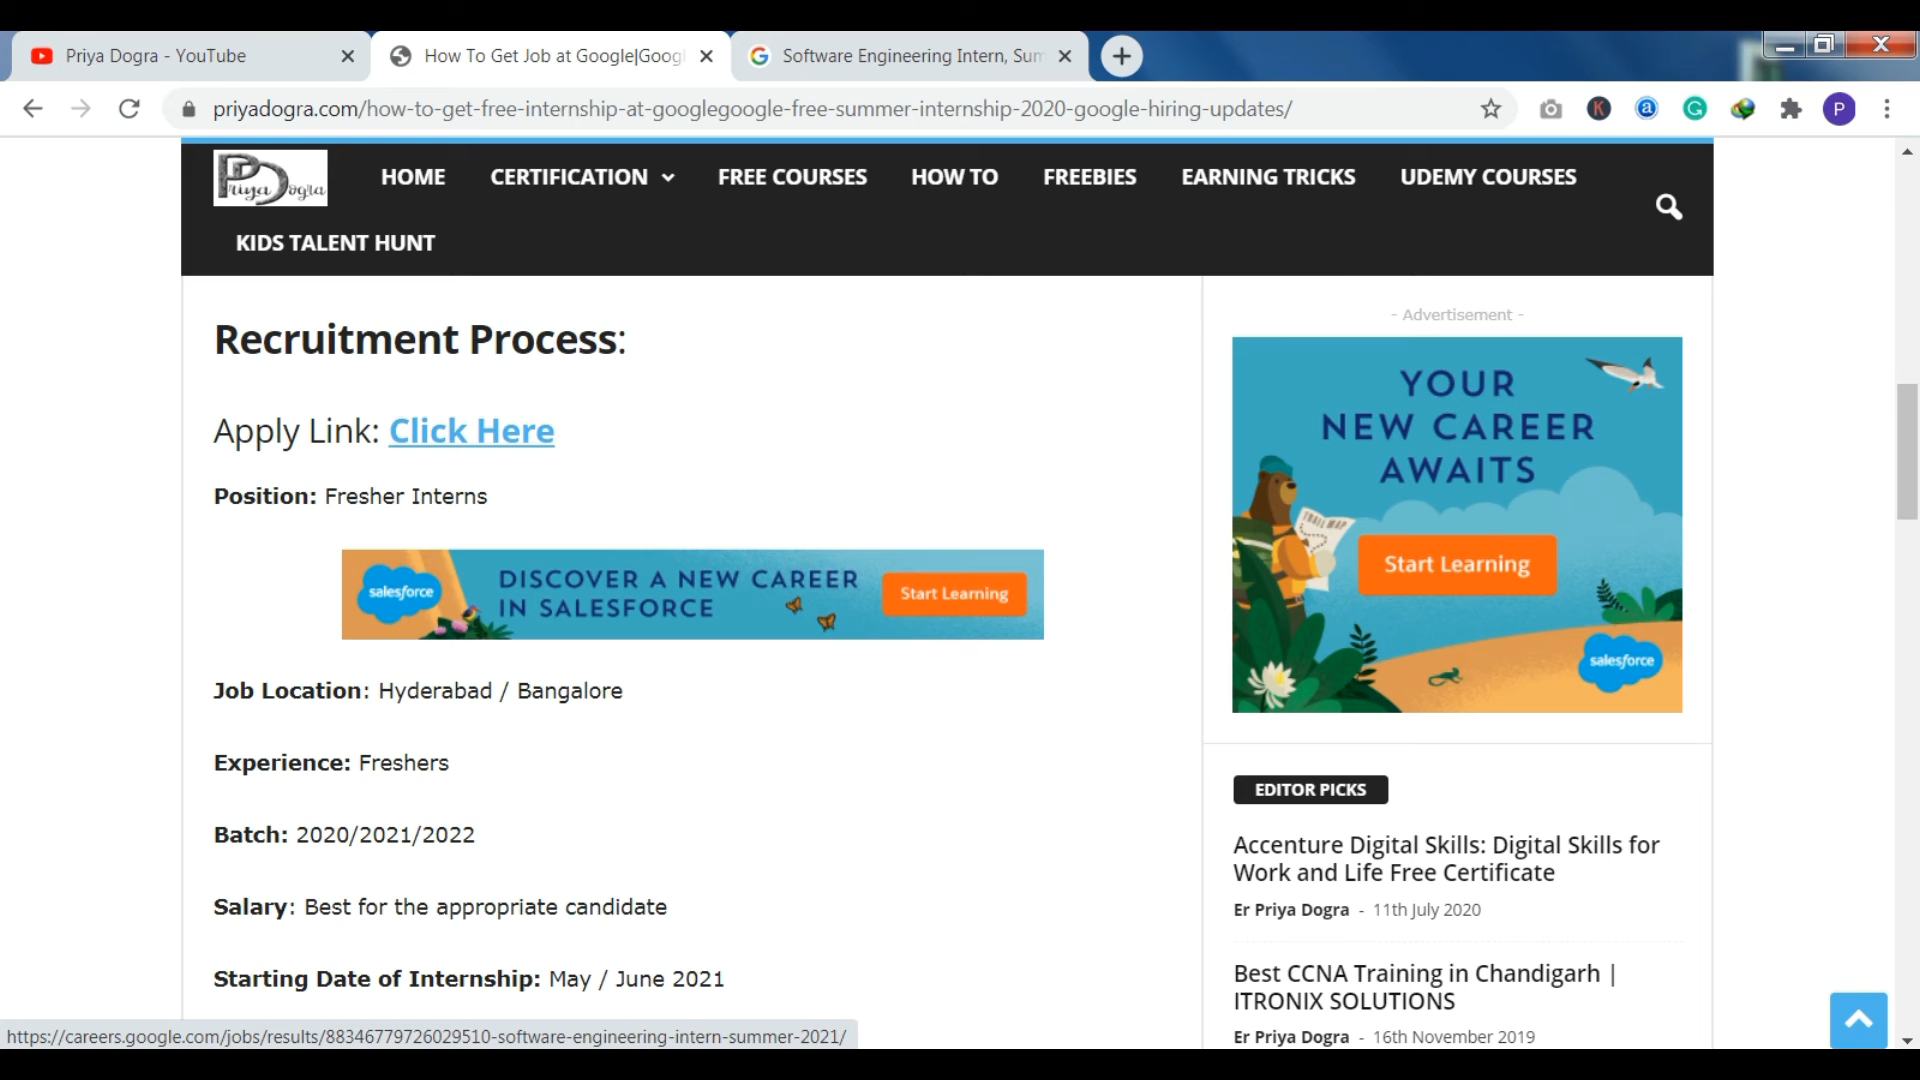 Priya Dogra - YouTube
How To Get Job at Google|Googl
Software Engineering Intern, Sum
priyadogra.com/how-to-get-free-internship-at-googlegoogle-free-summer-internship-2020-google-hiring-updates/
K
a
G
P
Priya Dogra
HOME
CERTIFICATION
FREE COURSES
HOW TO
FREEBIES
EARNING TRICKS
UDEMY COURSES
KIDS TALENT HUNT
Recruitment Process:
Apply Link: Click Here
Position: Fresher Interns
salesforce
DISCOVER A NEW CAREER
IN SALESFORCE
Start Learning
Job Location: Hyderabad / Bangalore
Experience: Freshers
Batch: 2020/2021/2022
Salary: Best for the appropriate candidate
Starting Date of Internship: May / June 2021
- Advertisement -
YOUR
NEW CAREER
AWAITS
TRAIL MAP
Start Learning
salesforce
EDITOR PICKS
Accenture Digital Skills: Digital Skills for
Work and Life Free Certificate
Er Priya Dogra - 11th July 2020
Best CCNA Training in Chandigarh |
ITRONIX SOLUTIONS
Er Priya Dogra - 16th November 2019
https://careers.google.com/jobs/results/88346779726029510-software-engineering-intern-summer-2021/